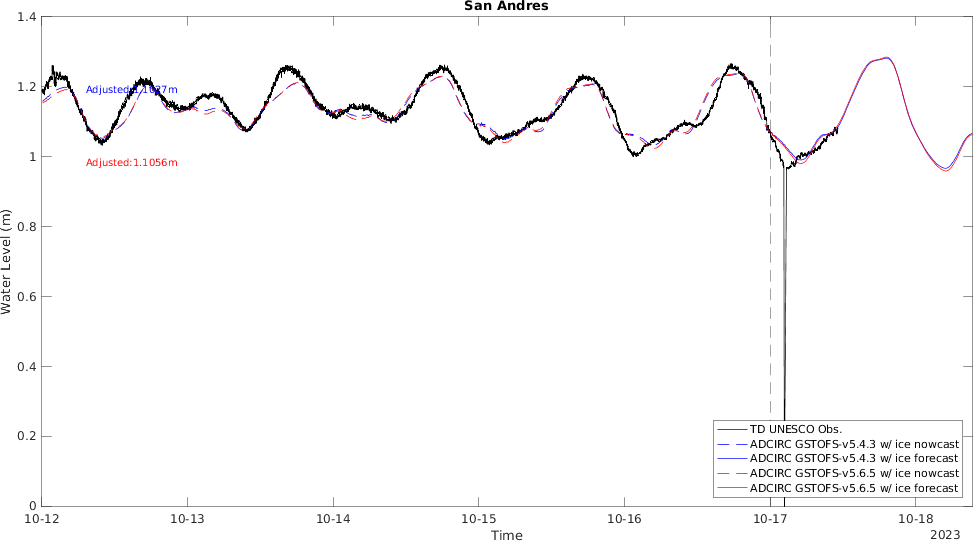 San Andres
1.4
1.2
1
0.8
0.6
0.4
0.2
0
Water Level (m)
Adjusted:1.1077m
Adjusted:1.1056m
TD UNESCO Obs.
ADCIRC GSTOFS-v5.4.3 w/ ice nowcast
ADCIRC GSTOFS-v5.4.3 w/ ice forecast
ADCIRC GSTOFS-v5.6.5 w/ ice nowcast
ADCIRC GSTOFS-v5.6.5 w/ ice forecast
10-12 10-13 10-14 10-15 10-16 10-17 10-18
Time
2023